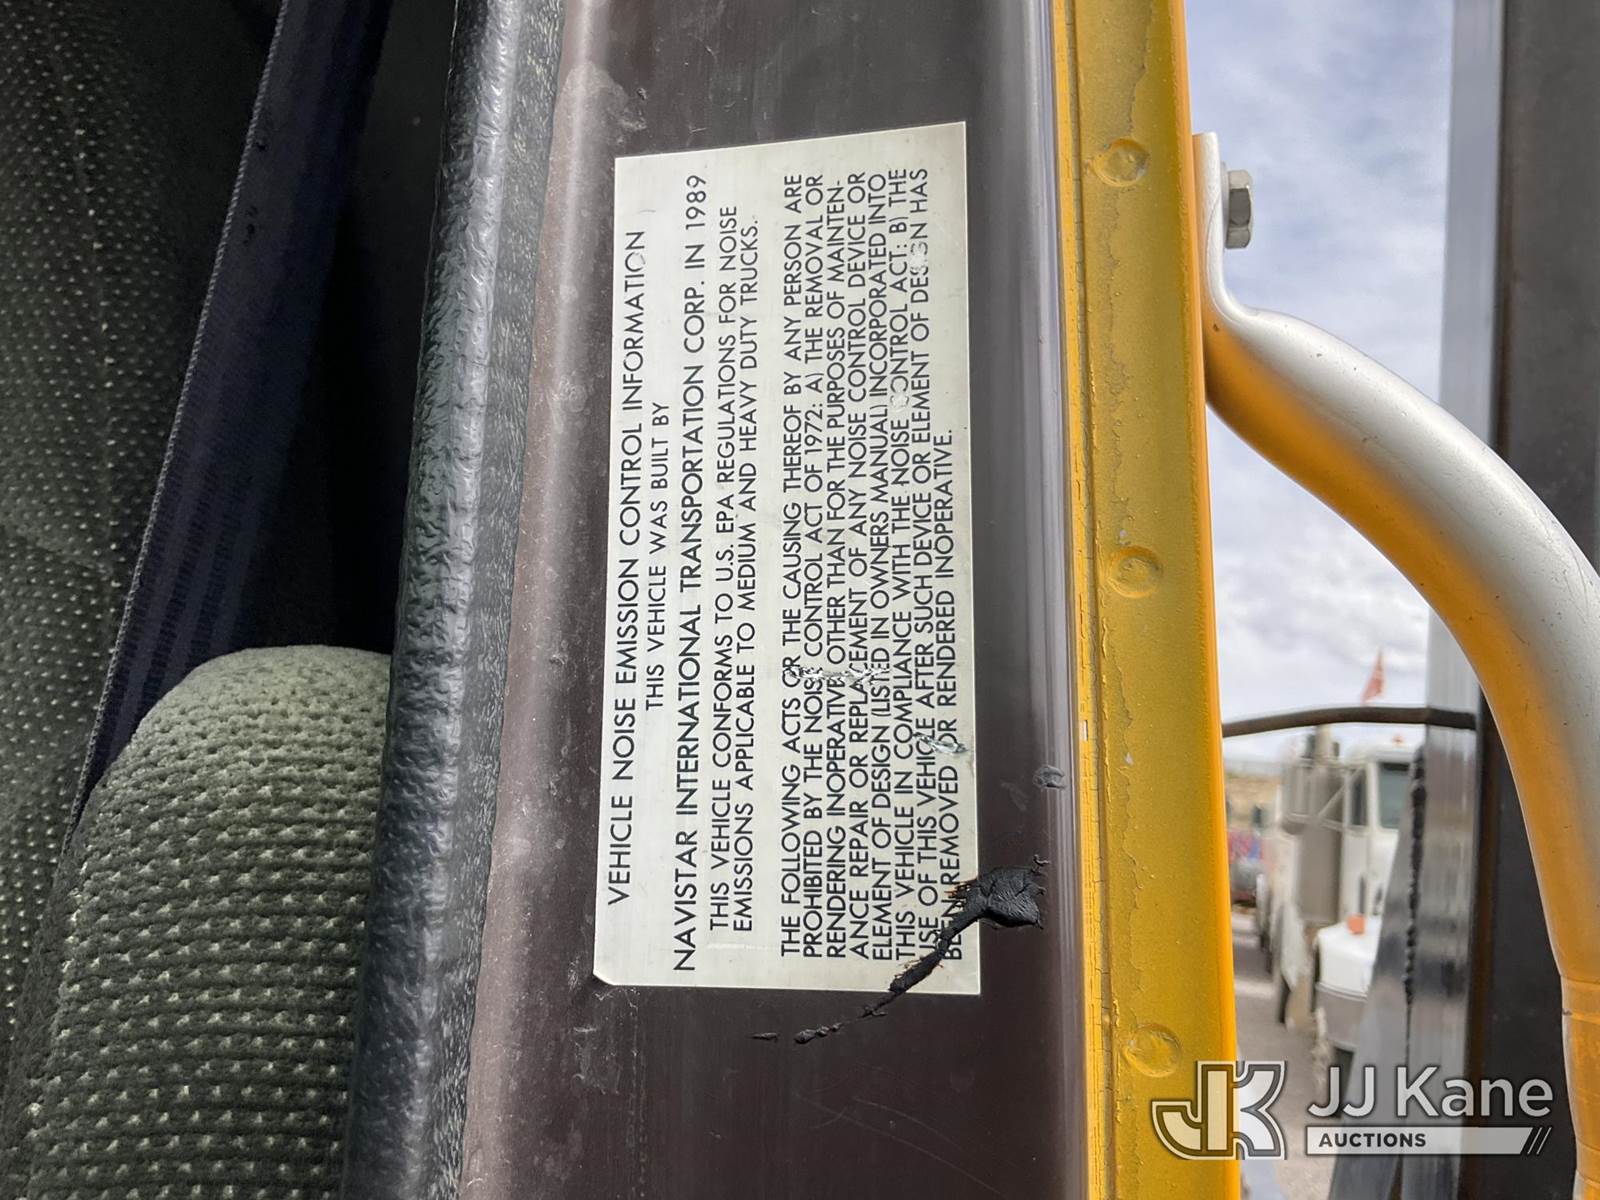 VEHICLE NOISE EMISSION CONTROL INFORMATION
THIS VEHICLE WAS BUILT BY
NAVISTAR INTERNATIONAL TRANSPORTATION CORP. IN 1989
THIS VEHICLE CONFORMS TO U.S. EPA REGULATIONS FOR NOISE
EMISSIONS APPLICABLE TO MEDIUM AND HEAVY DUTY TRUCKS.
THE FOLLOWING ACTS OR THE CAUSING THEREOF BY ANY PERSON ARE
PROHIBITED BY THE NOISE CONTROL ACT OF 1972: A) THE REMOVAL OR
RENDERING INOPERATIVE, OTHER THAN FOR THE PURPOSES OF MAINTEN-
ANCE REPAIR OR REPLACEMENT OF ANY NOISE CONTROL DEVICE OR
ELEMENT OF DESIGN (LISTED IN OWNERS MANUAL) INCORPORATED INTO
THIS VEHICLE IN COMPLIANCE WITH THE NOISE CONTROL ACT: B) THE
USE OF THIS VEHICLE AFTER SUCH DEVICE OR ELEMENT OF DESIGN HAS
BEEN REMOVED OR RENDERED INOPERATIVE.
JJ Kane
AUCTIONS